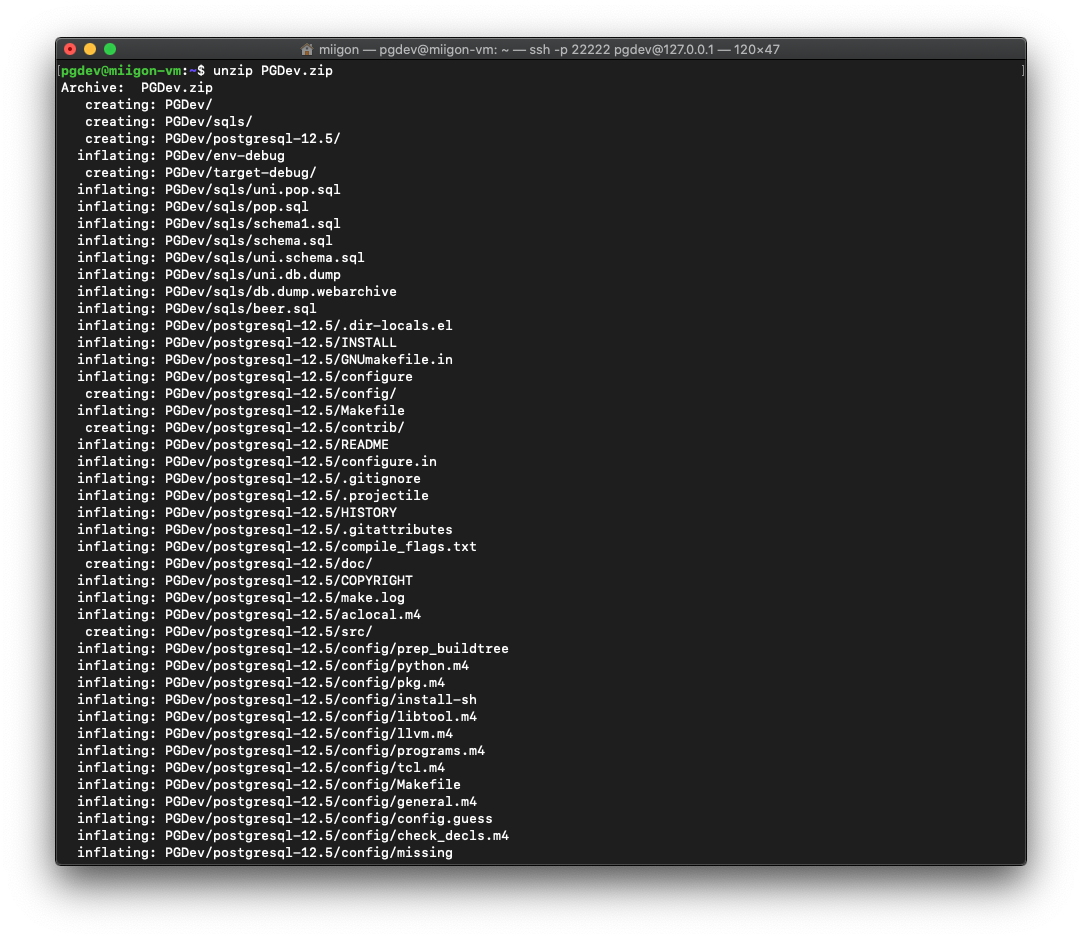 miigon — pgdev@miigon-vm: ~ — ssh -p 22222 pgdev@127.0.0.1 — 120×47
[pgdev@miigon-vm:~$ unzip PGDev.zip ]
Archive:  PGDev.zip
   creating: PGDev/
   creating: PGDev/sqls/
   creating: PGDev/postgresql-12.5/
  inflating: PGDev/env-debug
   creating: PGDev/target-debug/
  inflating: PGDev/sqls/uni.pop.sql
  inflating: PGDev/sqls/pop.sql
  inflating: PGDev/sqls/schema1.sql
  inflating: PGDev/sqls/schema.sql
  inflating: PGDev/sqls/uni.schema.sql
  inflating: PGDev/sqls/uni.db.dump
  inflating: PGDev/sqls/db.dump.webarchive
  inflating: PGDev/sqls/beer.sql
  inflating: PGDev/postgresql-12.5/.dir-locals.el
  inflating: PGDev/postgresql-12.5/INSTALL
  inflating: PGDev/postgresql-12.5/GNUmakefile.in
  inflating: PGDev/postgresql-12.5/configure
   creating: PGDev/postgresql-12.5/config/
  inflating: PGDev/postgresql-12.5/Makefile
   creating: PGDev/postgresql-12.5/contrib/
  inflating: PGDev/postgresql-12.5/README
  inflating: PGDev/postgresql-12.5/configure.in
  inflating: PGDev/postgresql-12.5/.gitignore
  inflating: PGDev/postgresql-12.5/.projectile
  inflating: PGDev/postgresql-12.5/HISTORY
  inflating: PGDev/postgresql-12.5/.gitattributes
  inflating: PGDev/postgresql-12.5/compile_flags.txt
   creating: PGDev/postgresql-12.5/doc/
  inflating: PGDev/postgresql-12.5/COPYRIGHT
  inflating: PGDev/postgresql-12.5/make.log
  inflating: PGDev/postgresql-12.5/aclocal.m4
   creating: PGDev/postgresql-12.5/src/
  inflating: PGDev/postgresql-12.5/config/prep_buildtree
  inflating: PGDev/postgresql-12.5/config/python.m4
  inflating: PGDev/postgresql-12.5/config/pkg.m4
  inflating: PGDev/postgresql-12.5/config/install-sh
  inflating: PGDev/postgresql-12.5/config/libtool.m4
  inflating: PGDev/postgresql-12.5/config/llvm.m4
  inflating: PGDev/postgresql-12.5/config/programs.m4
  inflating: PGDev/postgresql-12.5/config/tcl.m4
  inflating: PGDev/postgresql-12.5/config/Makefile
  inflating: PGDev/postgresql-12.5/config/general.m4
  inflating: PGDev/postgresql-12.5/config/config.guess
  inflating: PGDev/postgresql-12.5/config/check_decls.m4
  inflating: PGDev/postgresql-12.5/config/missing